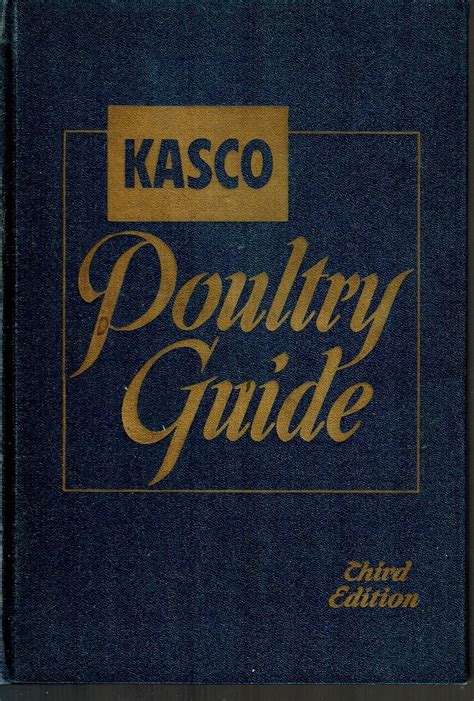 KASCO
Poultry
Guide
Third
Edition